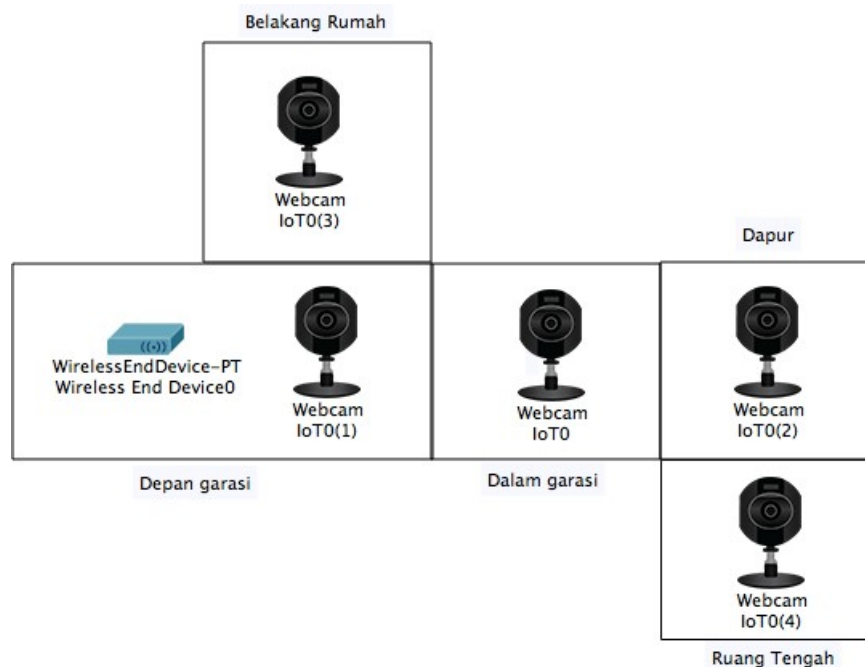 Belakang Rumah
Webcam
IoT0(3)
Dapur
WirelessEndDevice-PT
Wireless End Device0
Webcam
IoT0(1)
Webcam
IoT0
Webcam
IoT0(2)
Depan garasi
Dalam garasi
Webcam
IoT0(4)
Ruang Tengah